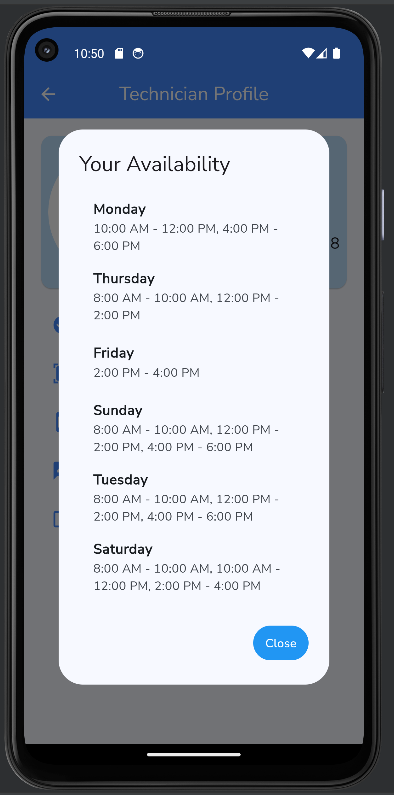 10:50
Technician Profile
Your Availability
8
Monday
10:00 AM - 12:00 PM, 4:00 PM -
6:00 PM
Thursday
8:00 AM - 10:00 AM, 12:00 PM -
2:00 PM
Friday
2:00 PM - 4:00 PM
Sunday
8:00 AM - 10:00 AM, 12:00 PM -
2:00 PM, 4:00 PM - 6:00 PM
Tuesday
8:00 AM - 10:00 AM, 12:00 PM -
2:00 PM, 4:00 PM - 6:00 PM
Saturday
8:00 AM - 10:00 AM, 10:00 AM -
12:00 PM, 2:00 PM - 4:00 PM
Close